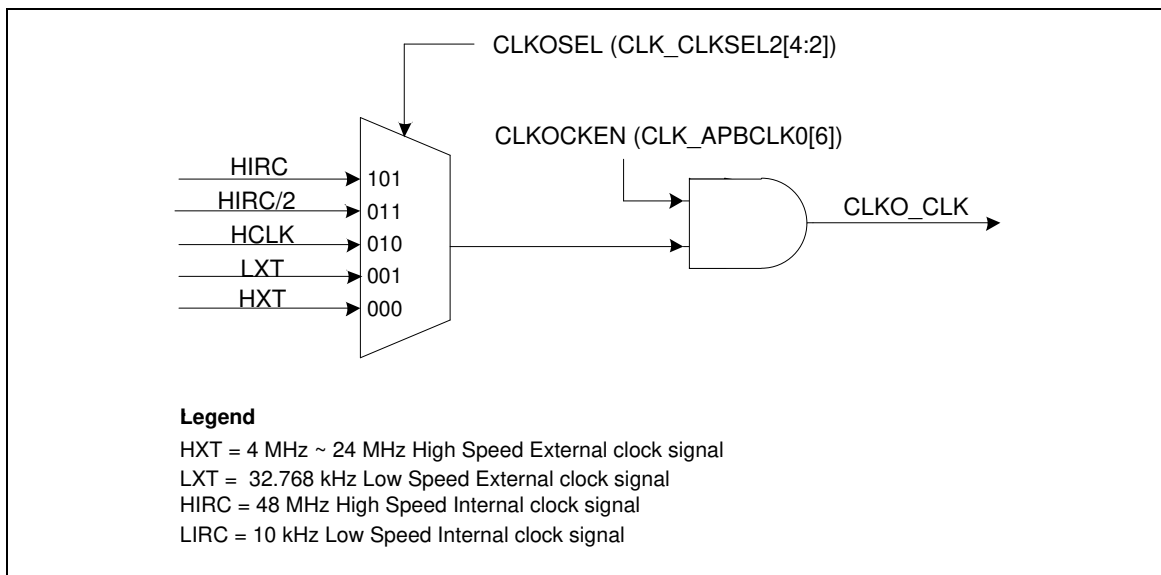 CLKOSEL (CLK_CLKSEL2[4:2])
CLKOCKEN (CLK_APBCLK0[6])
HIRC
101
HIRC/2
011
HCLK
010
LXT
001
HXT
000
CLKO_CLK
Legend
HXT = 4 MHz ~ 24 MHz High Speed External clock signal
LXT = 32.768 kHz Low Speed External clock signal
HIRC = 48 MHz High Speed Internal clock signal
LIRC = 10 kHz Low Speed Internal clock signal